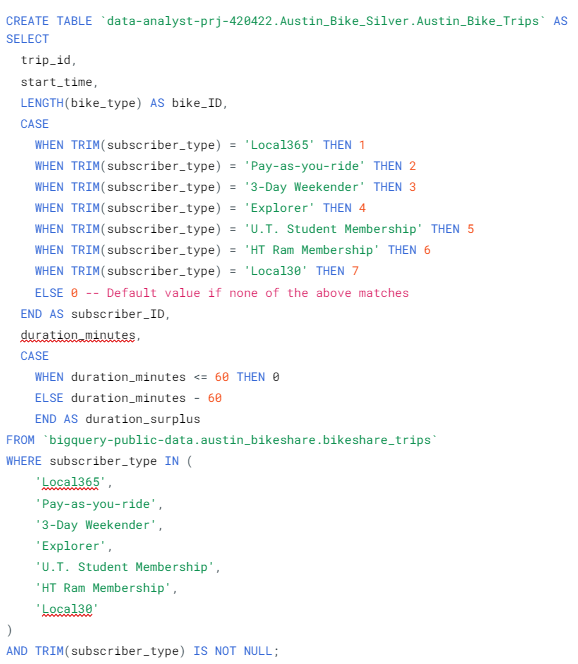 CREATE TABLE `data-analyst-prj-420422.Austin_Bike_Silver.Austin_Bike_Trips` AS
SELECT
  trip_id,
  start_time,
  LENGTH(bike_type) AS bike_ID,
  CASE
    WHEN TRIM(subscriber_type) = 'Local365' THEN 1
    WHEN TRIM(subscriber_type) = 'Pay-as-you-ride' THEN 2
    WHEN TRIM(subscriber_type) = '3-Day Weekender' THEN 3
    WHEN TRIM(subscriber_type) = 'Explorer' THEN 4
    WHEN TRIM(subscriber_type) = 'U.T. Student Membership' THEN 5
    WHEN TRIM(subscriber_type) = 'HT Ram Membership' THEN 6
    WHEN TRIM(subscriber_type) = 'Local30' THEN 7
    ELSE 0 -- Default value if none of the above matches
  END AS subscriber_ID,
  duration_minutes,
  CASE
    WHEN duration_minutes <= 60 THEN 0
    ELSE duration_minutes - 60
    END AS duration_surplus
FROM `bigquery-public-data.austin_bikeshare.bikeshare_trips`
WHERE subscriber_type IN (
    'Local365',
    'Pay-as-you-ride',
    '3-Day Weekender',
    'Explorer',
    'U.T. Student Membership',
    'HT Ram Membership',
    'Local30'
)
AND TRIM(subscriber_type) IS NOT NULL;